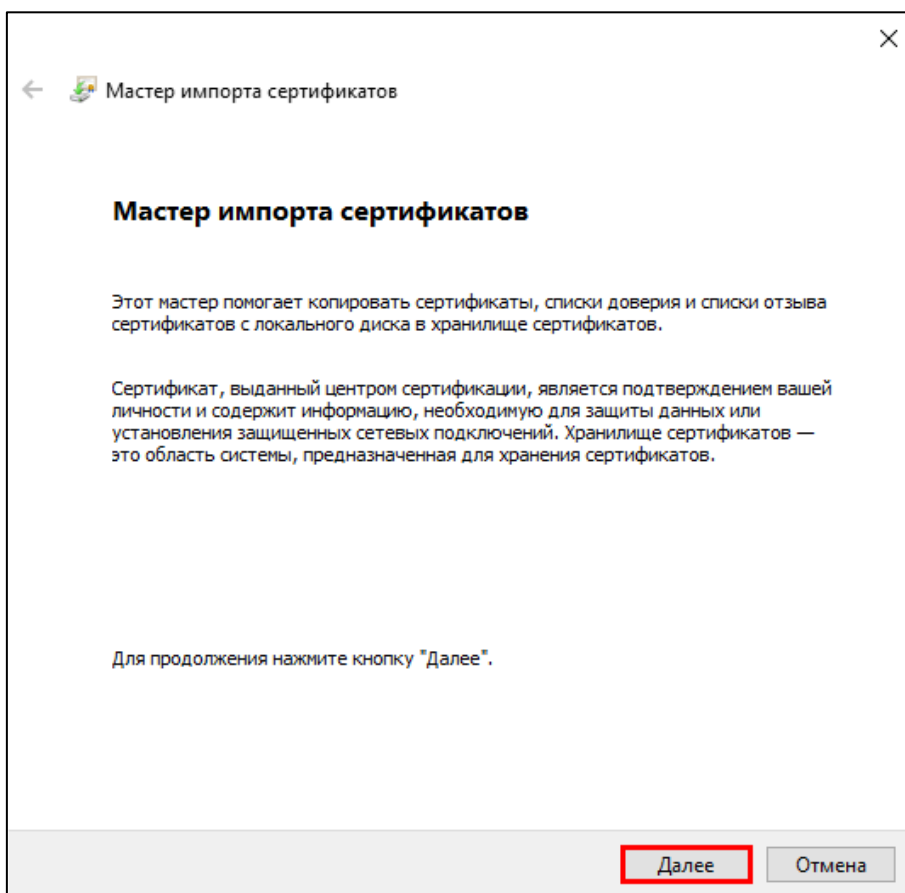 Мастер импорта сертификатов
Мастер импорта сертификатов
Этот мастер помогает копировать сертификаты, списки доверия и списки отзыва
сертификатов с локального диска в хранилище сертификатов.
Сертификат, выданный центром сертификации, является подтверждением вашей
личности и содержит информацию, необходимую для защиты данных или
установления защищенных сетевых подключений. Хранилище сертификатов —
это область системы, предназначенная для хранения сертификатов.
Для продолжения нажмите кнопку "Далее".
Далее
Отмена